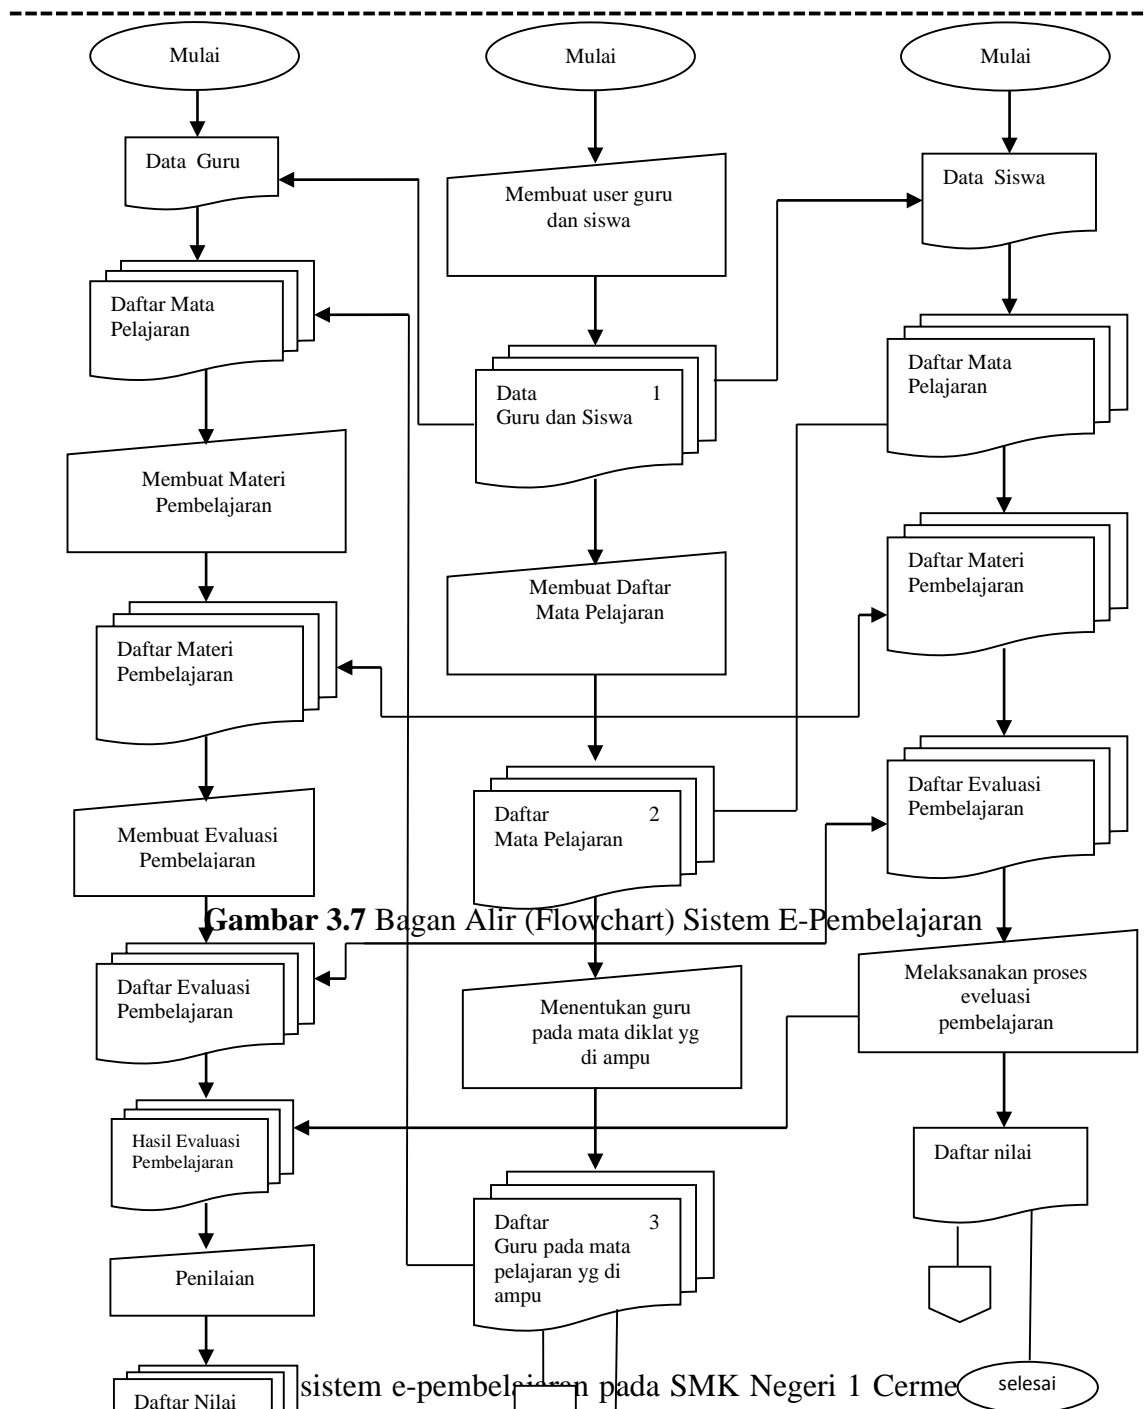 Mulai
Mulai
Mulai
Data Guru
Membuat user guru
dan siswa
Data Siswa
Daftar Mata
Pelajaran
Data 1
Guru dan Siswa
Daftar Mata
Pelajaran
Membuat Materi
Pembelajaran
Membuat Daftar
Mata Pelajaran
Daftar Materi
Pembelajaran
Daftar Materi
Pembelajaran
Daftar 2
Mata Pelajaran
Daftar Evaluasi
Pembelajaran
Membuat Evaluasi
Pembelajaran
Gambar 3.7 Bagan Alir (Flowchart) Sistem E-Pembelajaran
Daftar Evaluasi
Pembelajaran
Menentukan guru
pada mata diklat yg
di ampu
Melaksanakan proses
eveluasi
pembelajaran
Hasil Evaluasi
Pembelajaran
Daftar nilai
Daftar 3
Guru pada mata
pelajaran yg di
ampu
Penilaian
Daftar Nilai
sistem e-pembelajaran pada SMK Negeri 1 Cerme
selesai